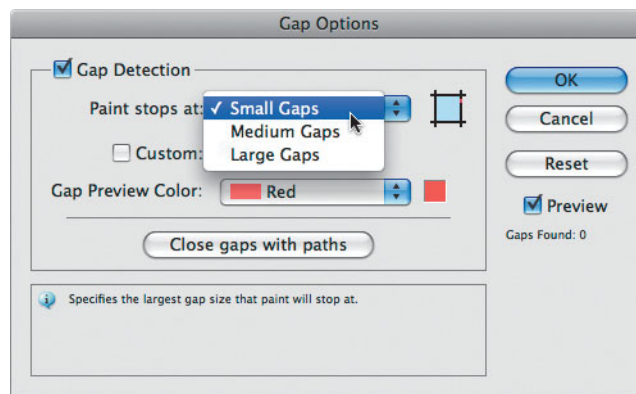 Gap Options
Gap Detection
Paint stops at: ✓ Small Gaps
Medium Gaps
Large Gaps
Custom:
Gap Preview Color: Red
Close gaps with paths
OK
Cancel
Reset
Preview
Gaps Found: 0
Specifies the largest gap size that paint will stop at.